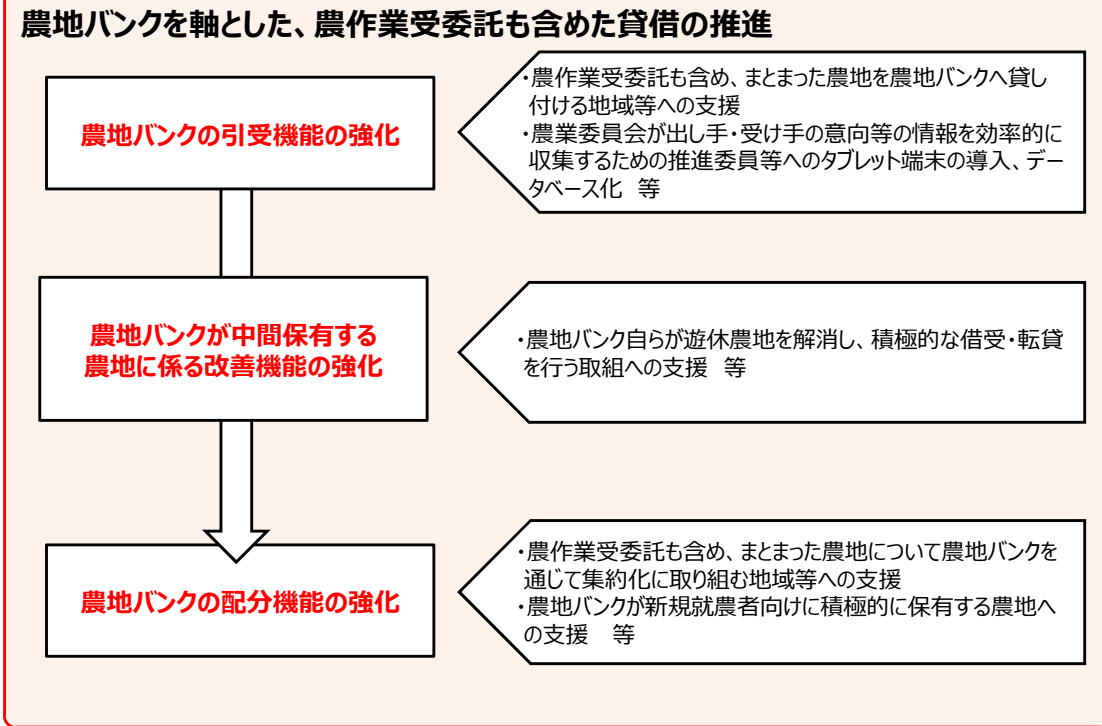 農地バンクを軸とした、農作業受委託も含めた貸借の推進
農地バンクの引受機能の強化
・農作業受委託も含め、まとまった農地を農地バンクへ貸し
付ける地域等への支援
・農業委員会が出し手・受け手の意向等の情報を効率的に
収集するための推進委員等へのタブレット端末の導入、デー
タベース化　等
農地バンクが中間保有する
農地に係る改善機能の強化
・農地バンク自らが遊休農地を解消し、積極的な借受・転貸
を行う取組への支援　等
農地バンクの配分機能の強化
・農作業受委託も含め、まとまった農地について農地バンクを
通じて集約化に取り組む地域等への支援
・農地バンクが新規就農者向けに積極的に保有する農地へ
の支援　等